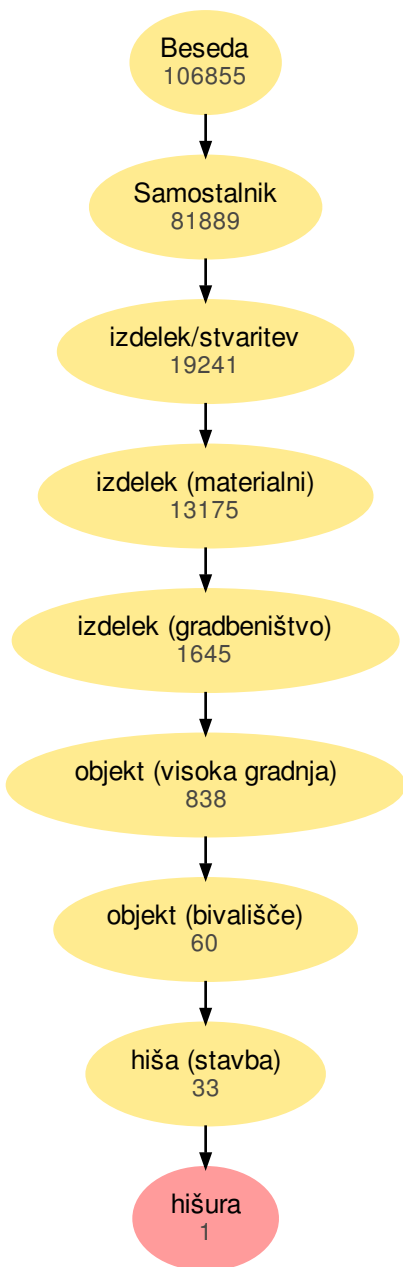 Beseda
106855
Samostalnik
81889
izdelek/stvaritev
19241
izdelek (materialni)
13175
izdelek (gradbeništvo)
1645
objekt (visoka gradnja)
838
objekt (bivališče)
60
hiša (stavba)
33
hišura
1